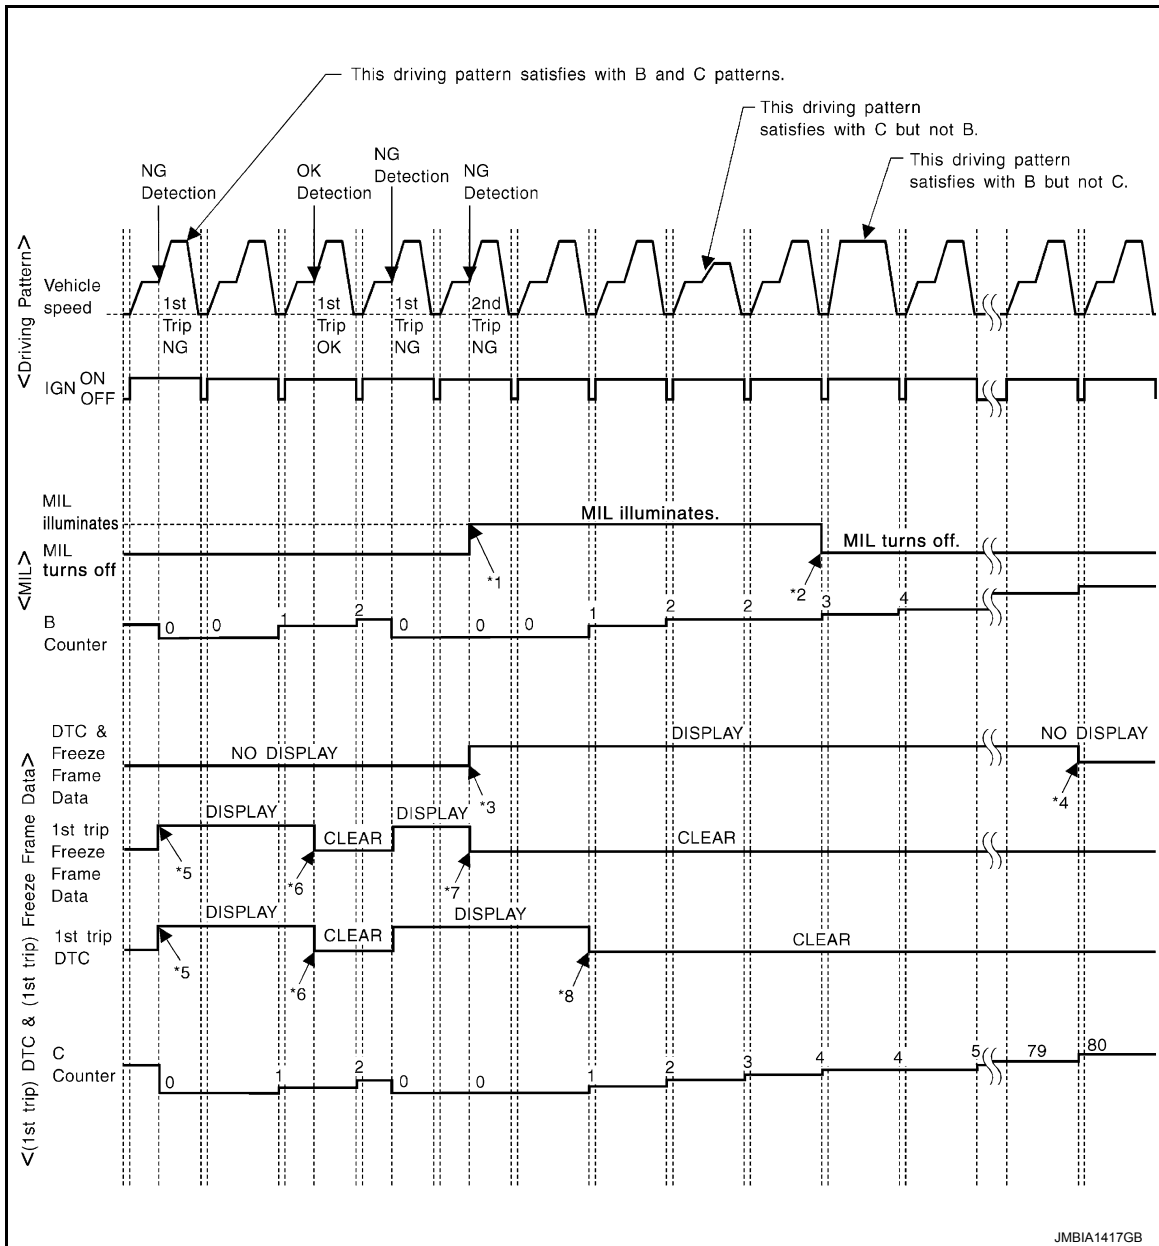 This driving pattern satisfies with B and C patterns.
This driving pattern
satisfies with C but not B.
This driving pattern
satisfies with B but not C.
NG
Detection
OK
Detection
NG
Detection
NG
Detection
<Driving Pattern>
Vehicle
speed
1st
Trip
NG
1st
Trip
OK
1st
Trip
NG
2nd
Trip
NG
IGN ON
OFF
<MIL>
MIL
illuminates
MIL illuminates.
MIL
turns off
MIL turns off.
*1
*2
B
Counter
0 0 1 2 0 0 0 1 2 2 3 4
<(1st trip) DTC & (1st trip) Freeze Frame Data>
DTC &
Freeze
Frame
Data
NO DISPLAY
DISPLAY
NO DISPLAY
*3
*4
1st trip
Freeze
Frame
Data
DISPLAY
CLEAR
DISPLAY
CLEAR
*5
*6
*7
1st trip
DTC
DISPLAY
CLEAR
DISPLAY
CLEAR
*5
*6
*8
C
Counter
0 1 2 0 0 1 2 3 4 4 5 79 80
JMBIA1417GB